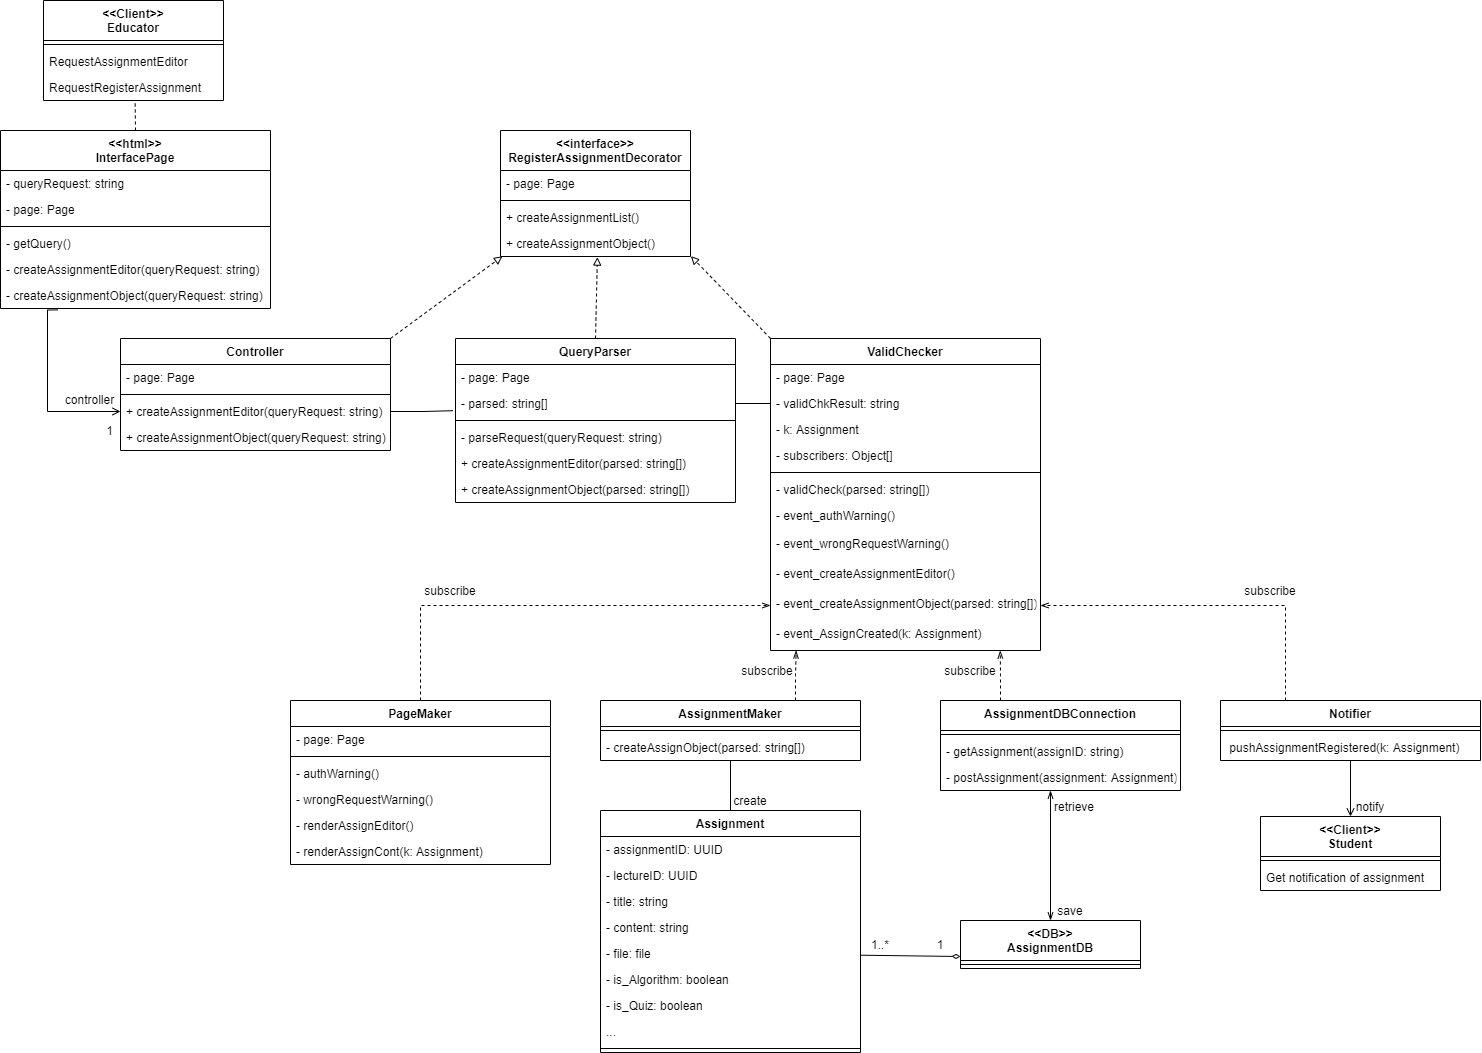 <<Client>>
Educator
RequestAssignmentEditor
RequestRegisterAssignment
<<html>>
InterfacePage
- queryRequest: string
- page: Page
- getQuery()
- createAssignmentEditor(queryRequest: string)
- createAssignmentObject(queryRequest: string)
<<interface>>
RegisterAssignmentDecorator
- page: Page
+ createAssignmentList()
+ createAssignmentObject()
controller
1
Controller
- page: Page
+ createAssignmentEditor(queryRequest: string)
+ createAssignmentObject(queryRequest: string)
QueryParser
- page: Page
- parsed: string[]
- parseRequest(queryRequest: string)
+ createAssignmentEditor(parsed: string[])
+ createAssignmentObject(parsed: string[])
ValidChecker
- page: Page
- validChkResult: string
- k: Assignment
- subscribers: Object[]
- validCheck(parsed: string[])
- event_authWarning()
- event_wrongRequestWarning()
- event_createAssignmentEditor()
- event_createAssignmentObject(parsed: string[])
- event_AssignCreated(k: Assignment)
subscribe
subscribe
subscribe
subscribe
PageMaker
- page: Page
- authWarning()
- wrongRequestWarning()
- renderAssignEditor()
- renderAssignCont(k: Assignment)
AssignmentMaker
- createAssignObject(parsed: string[])
create
Assignment
- assignmentID: UUID
- lectureID: UUID
- title: string
- content: string
- file: file
- is_Algorithm: boolean
- is_Quiz: boolean
...
AssignmentDBConnection
- getAssignment(assignID: string)
- postAssignment(assignment: Assignment)
retrieve
save
1..*
1
<<DB>>
AssignmentDB
Notifier
pushAssignmentRegistered(k: Assignment)
notify
<<Client>>
Student
Get notification of assignment